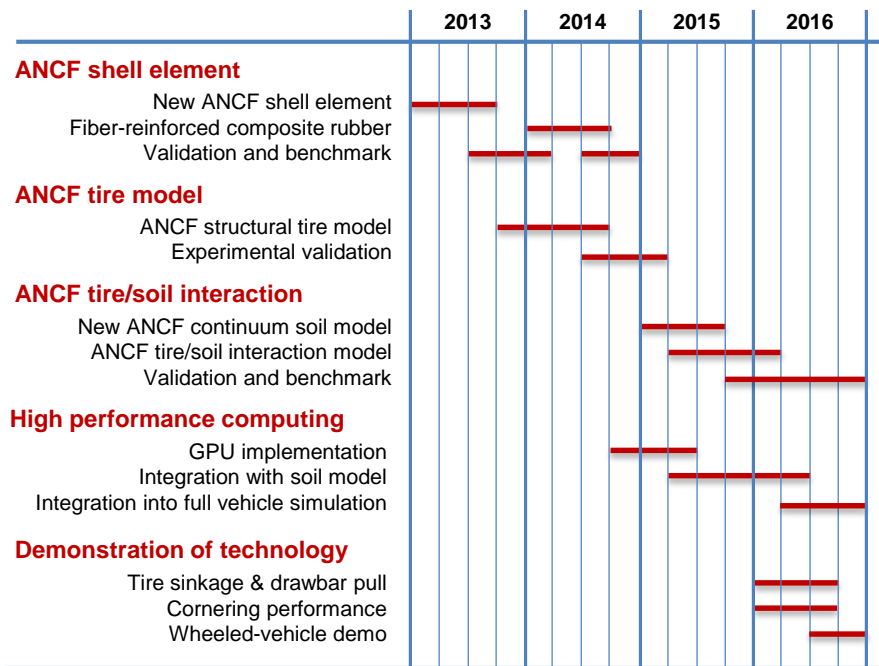 2013 2014 2015 2016
ANCF shell element
New ANCF shell element
Fiber-reinforced composite rubber
Validation and benchmark
ANCF tire model
ANCF structural tire model
Experimental validation
ANCF tire/soil interaction
New ANCF continuum soil model
ANCF tire/soil interaction model
Validation and benchmark
High performance computing
GPU implementation
Integration with soil model
Integration into full vehicle simulation
Demonstration of technology
Tire sinkage & drawbar pull
Cornering performance
Wheeled-vehicle demo